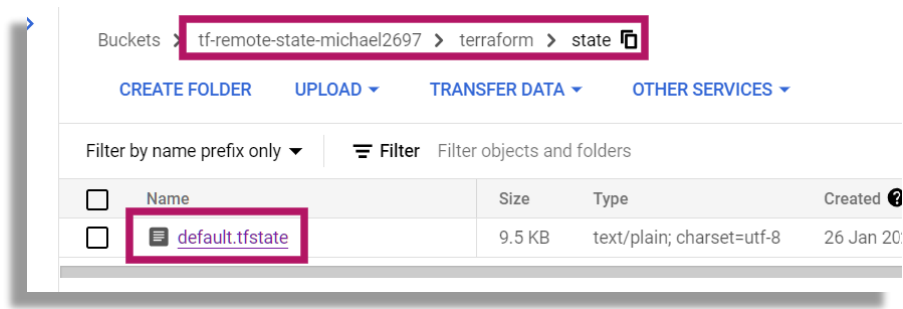 Buckets > tf-remote-state-michael2697 > terraform > state
CREATE FOLDER UPLOAD TRANSFER DATA OTHER SERVICES
Filter by name prefix only Filter Filter objects and folders
Name Size Type Created
default.tfstate 9.5 KB text/plain; charset=utf-8 26 Jan